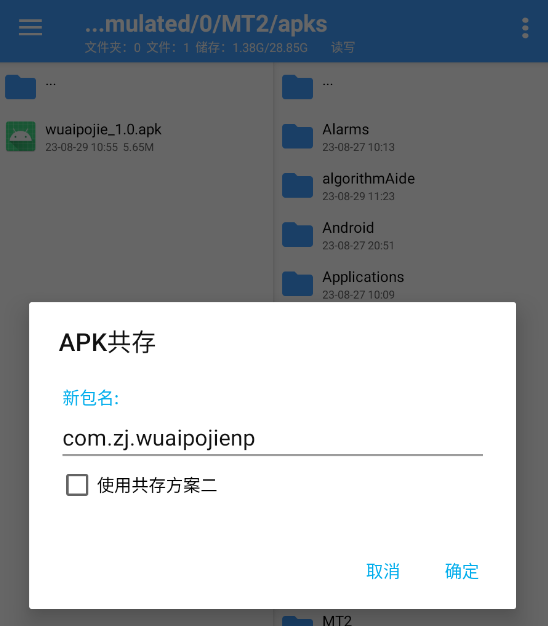 ...mulated/0/MT2/apks
文件夹：0 文件：1 储存：1.38G/28.85G 读写
...
wuaipojie_1.0.apk
23-08-29 10:55 5.65M
...
Alarms
23-08-27 10:13
algorithmAide
23-08-29 11:23
Android
23-08-27 20:51
Applications
23-08-27 10:09
APK共存
新包名:
com.zj.wuaipojienp
使用共存方案二
取消 确定
MT2